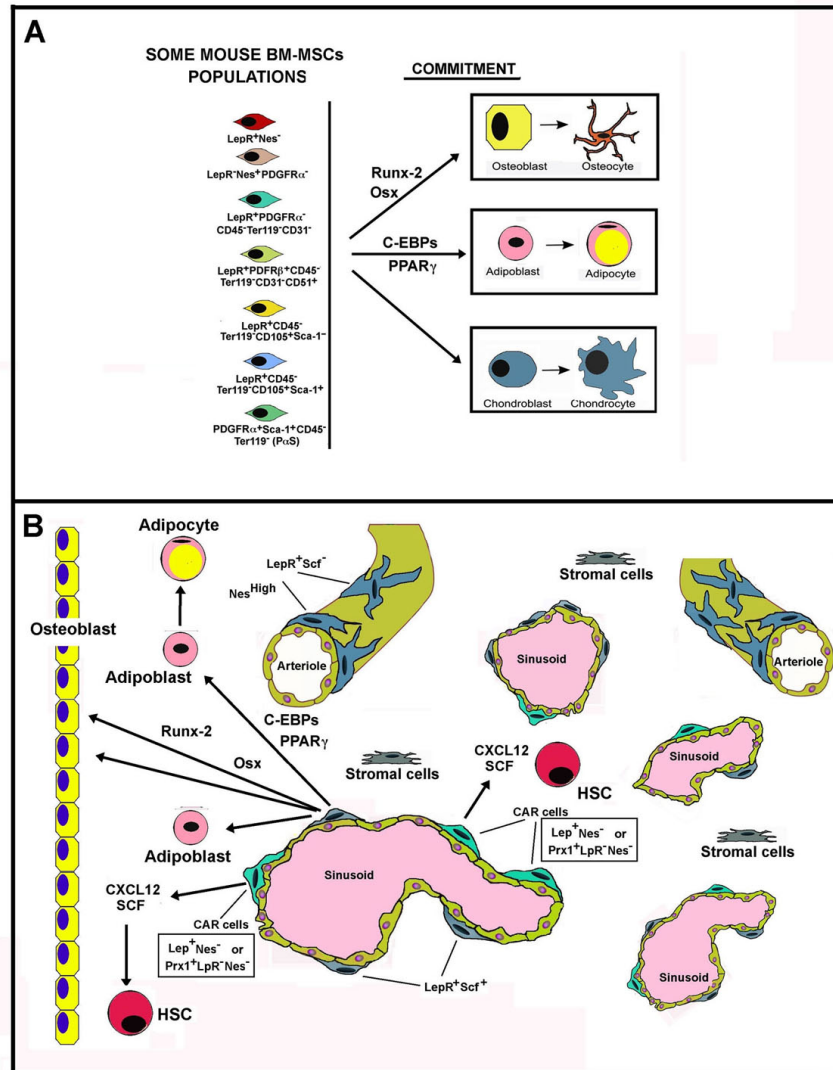 A
SOME MOUSE BM-MSCs
POPULATIONS
COMMITMENT
LepR⁺Nes⁻
LepR⁻Nes⁺PDGFRα⁻
LepR⁺PDGFRα⁻
CD45⁻Ter119⁻CD31⁻
LepR⁺PDFRβ⁺CD45⁻
Ter119⁻CD31⁻CD51⁺
LepR⁺CD45⁻
Ter119⁻CD105⁺Sca-1⁻
LepR⁺CD45⁻
Ter119⁻CD105⁺Sca-1⁺
PDGFRα⁺Sca-1⁺CD45⁻
Ter119⁻ (PαS)
Runx-2
Osx
C-EBPs
PPARγ
Osteoblast
Osteocyte
Adipoblast
Adipocyte
Chondroblast
Chondrocyte
B
Adipocyte
Osteoblast
Adipoblast
LepR⁺Scf⁻
Nes^High
Arteriole
Stromal cells
Sinusoid
Arteriole
Runx-2
Osx
C-EBPs
PPARγ
Stromal cells
CXCL12
SCF
HSC
CAR cells
Lep⁺Nes⁻ or
Prx1⁺LpR⁻Nes⁻
Stromal cells
Adipoblast
Sinusoid
CXCL12
SCF
CAR cells
Lep⁺Nes⁻ or
Prx1⁺LpR⁻Nes⁻
LepR⁺Scf⁺
Sinusoid
HSC